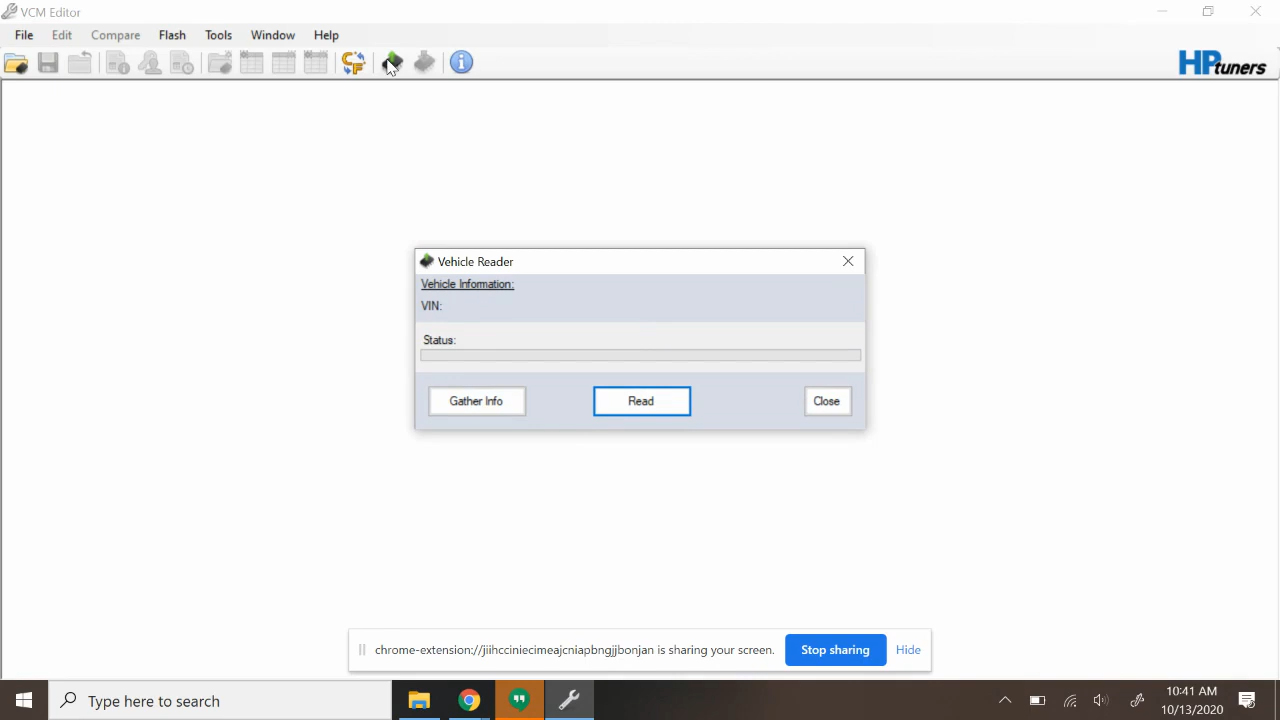 VCM Editor
File Edit Compare Flash Tools Window Help
C F i HPtuners
Vehicle Reader
Vehicle Information:
VIN:
Status:
Gather Info Read Close
chrome-extension://jiihcciniecimeajcniapbngjjbonjan is sharing your screen. Stop sharing Hide
Type here to search
10:41 AM
10/13/2020